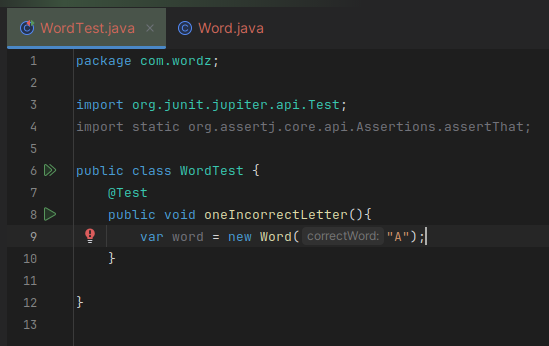 WordTest.java × Word.java
1 package com.wordz;
2
3 import org.junit.jupiter.api.Test;
4 import static org.assertj.core.api.Assertions.assertThat;
5
6 public class WordTest {
7 @Test
8 public void oneIncorrectLetter(){
9 var word = new Word( correctWord: "A");
10 }
11
12 }
13